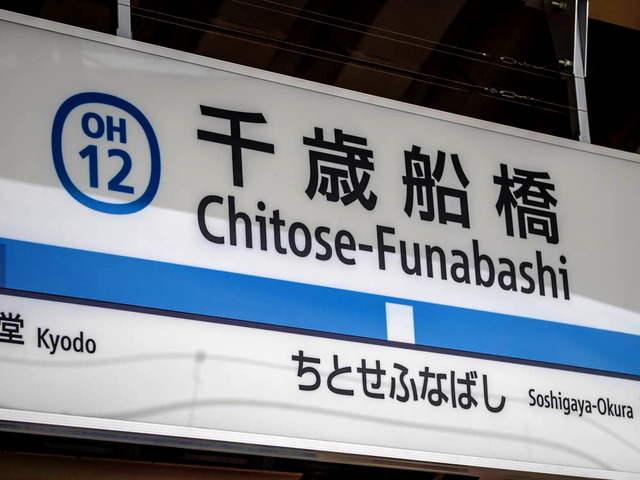 OH
12
千歳船橋
Chitose-Funabashi
堂 Kyodo
ちとせふなばし
Soshigaya-Okura